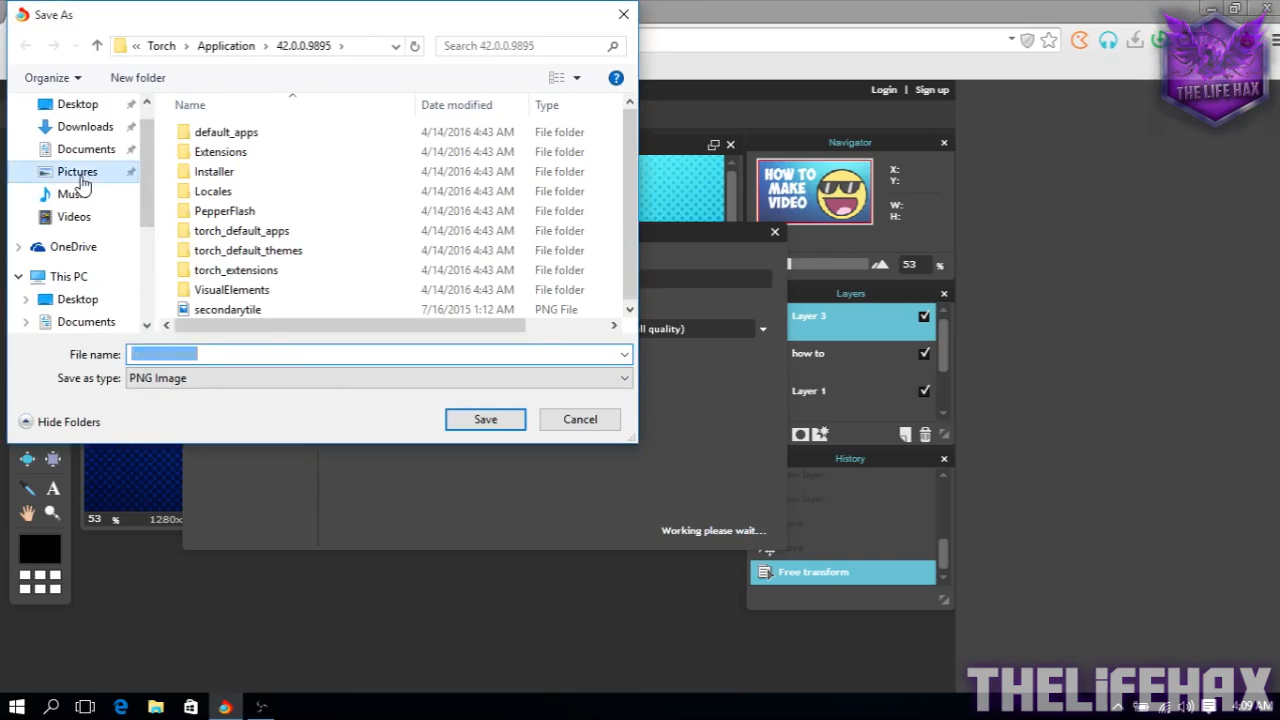 Save As
Torch
Application
42.0.0.9895
Search 42.0.0.9895
Organize
New folder
Desktop
Downloads
Documents
Pictures
Videos
OneDrive
This PC
Desktop
Documents
Name
Date modified
Type
default_apps 4/14/2016 4:43 AM File folder
Extensions 4/14/2016 4:43 AM File folder
Installer 4/14/2016 4:43 AM File folder
Locales 4/14/2016 4:43 AM File folder
PepperFlash 4/14/2016 4:43 AM File folder
torch_default_apps 4/14/2016 4:43 AM File folder
torch_default_themes 4/14/2016 4:43 AM File folder
torch_extensions 4/14/2016 4:43 AM File folder
VisualElements 4/14/2016 4:43 AM File folder
secondarytile 7/16/2015 1:12 AM PNG File
File name:
Save as type: PNG Image
Hide Folders
Save
Cancel
THE LIFE HAX
Login | Sign up
Navigator
HOW TO
MAKE
VIDEO
X:
Y:
W:
H:
53 %
Layers
Layer 3
how to
Layer 1
quality)
History
Free transform
Working please wait...
53 %
1280x
A
THELIFEHAX
4:09 AM